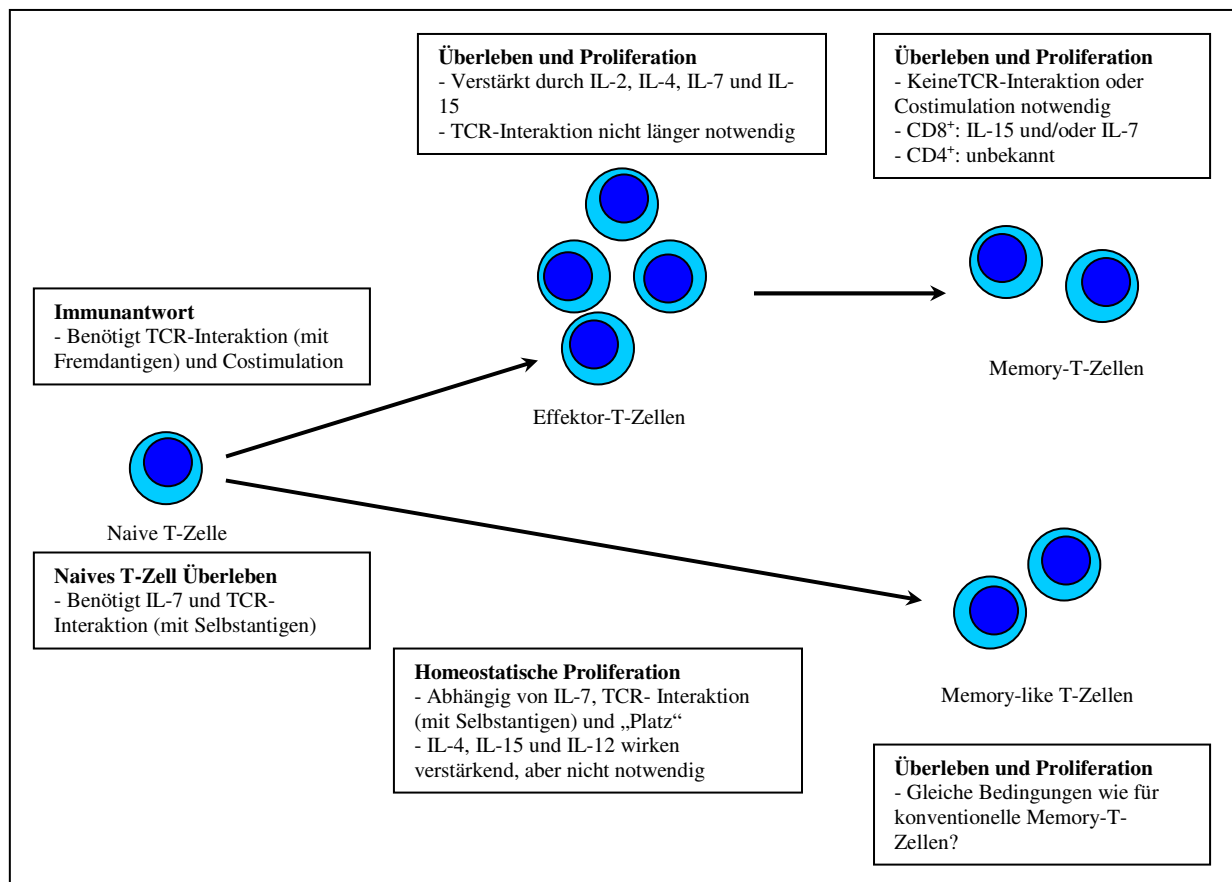 Überleben und Proliferation
- Verstärkt durch IL-2, IL-4, IL-7 und IL-
15
- TCR-Interaktion nicht länger notwendig
Überleben und Proliferation
- KeineTCR-Interaktion oder
Costimulation notwendig
- CD8⁺: IL-15 und/oder IL-7
- CD4⁺: unbekannt
Immunantwort
- Benötigt TCR-Interaktion (mit
Fremdantigen) und Costimulation
Effektor-T-Zellen
Memory-T-Zellen
Naive T-Zelle
Naives T-Zell Überleben
- Benötigt IL-7 und TCR-
Interaktion (mit Selbstantigen)
Homeostatische Proliferation
- Abhängig von IL-7, TCR- Interaktion
(mit Selbstantigen) und „Platz“
- IL-4, IL-15 und IL-12 wirken
verstärkend, aber nicht notwendig
Memory-like T-Zellen
Überleben und Proliferation
- Gleiche Bedingungen wie für
konventionelle Memory-T-
Zellen?